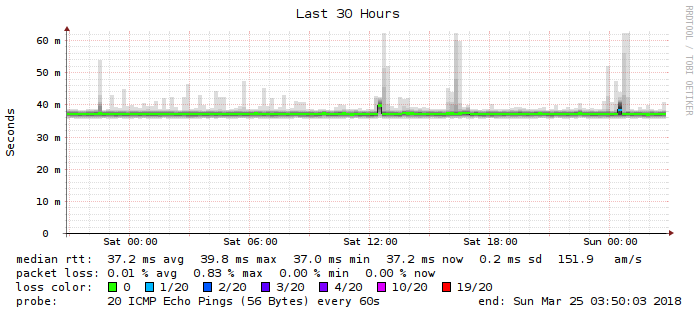 Last 30 Hours
RRDTOOL / TOBI OETIKER
Seconds
60 m
50 m
40 m
30 m
20 m
10 m
0
Sat 00:00 Sat 06:00 Sat 12:00 Sat 18:00 Sun 00:00
median rtt: 37.2 ms avg 39.8 ms max 37.0 ms min 37.2 ms now 0.2 ms sd 151.9 am/s
packet loss: 0.01 % avg 0.83 % max 0.00 % min 0.00 % now
loss color: 0 1/20 2/20 3/20 4/20 10/20 19/20
probe: 20 ICMP Echo Pings (56 Bytes) every 60s end: Sun Mar 25 03:50:03 2018